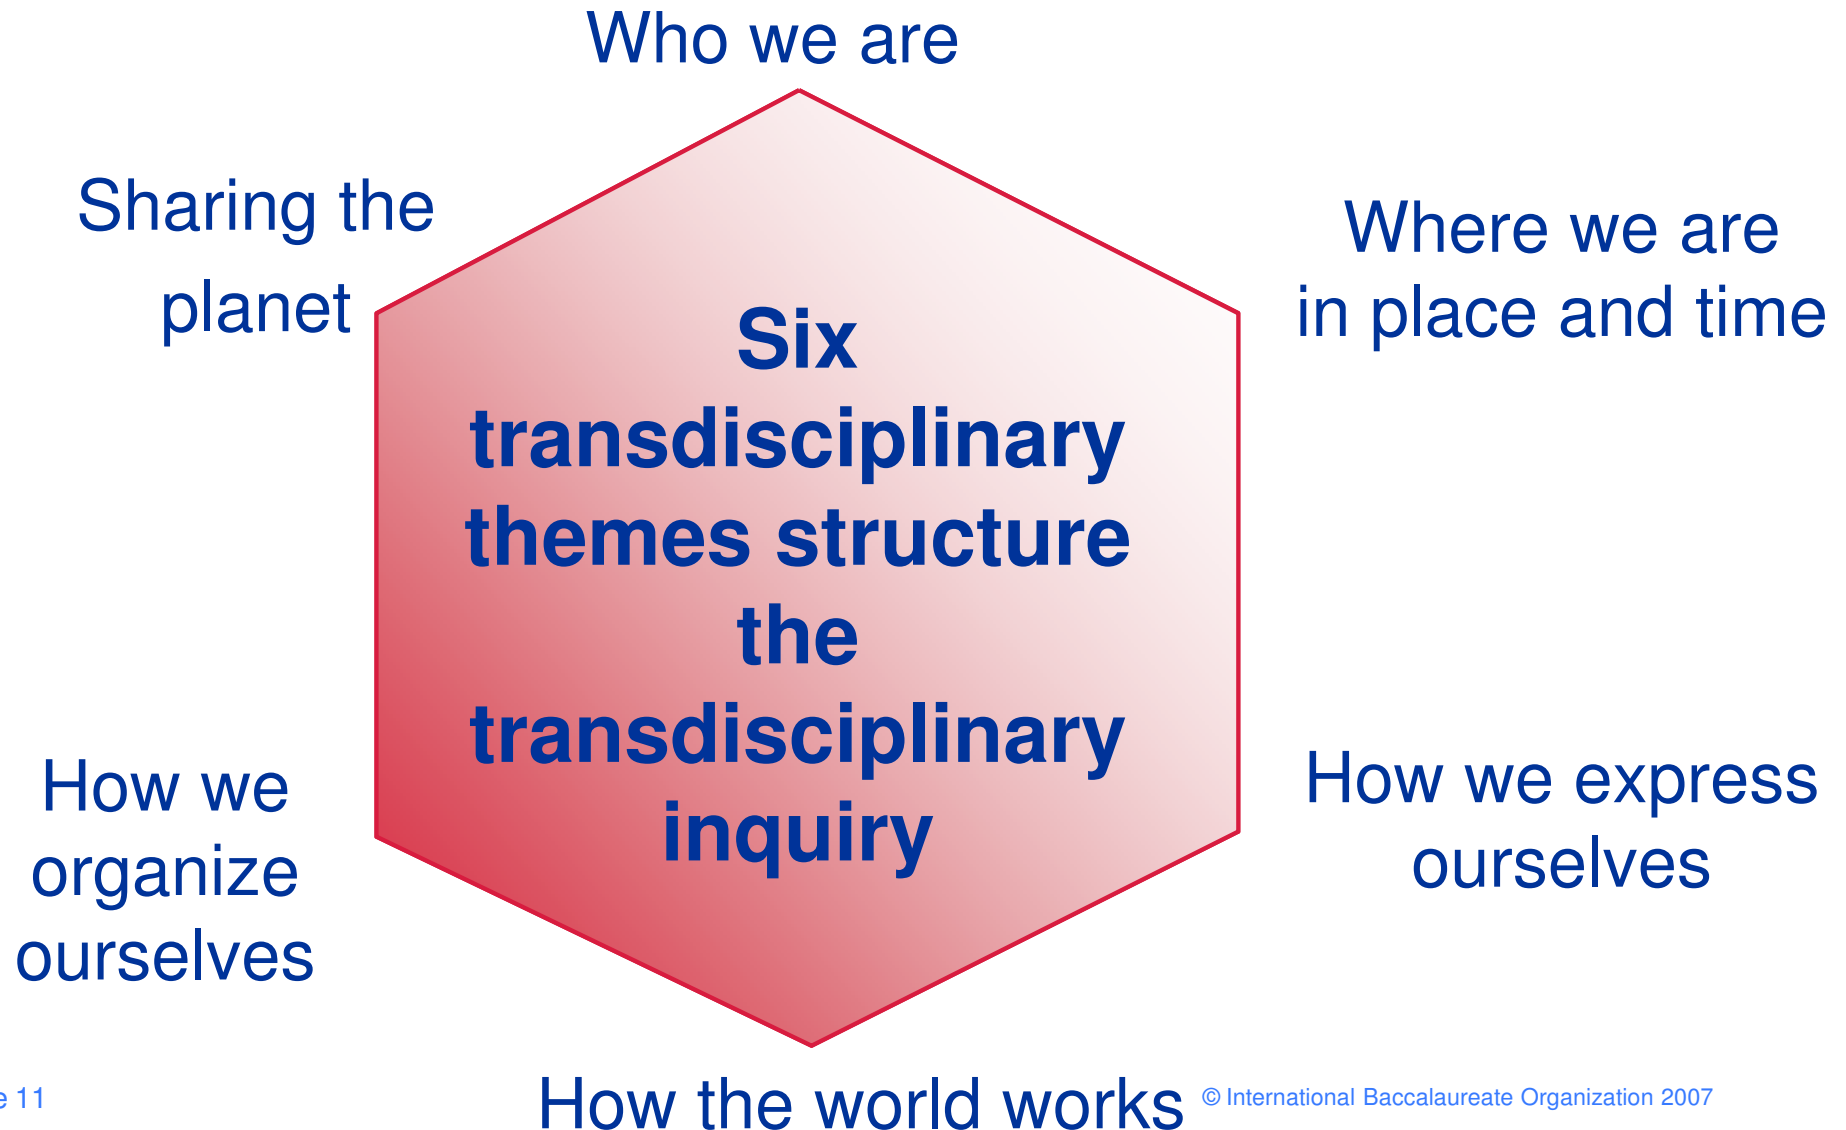 Who we are
Sharing the
planet
Where we are
in place and time
Six
transdisciplinary
themes structure
the
transdisciplinary
inquiry
How we
organize
ourselves
How we express
ourselves
How the world works
11
© International Baccalaureate Organization 2007